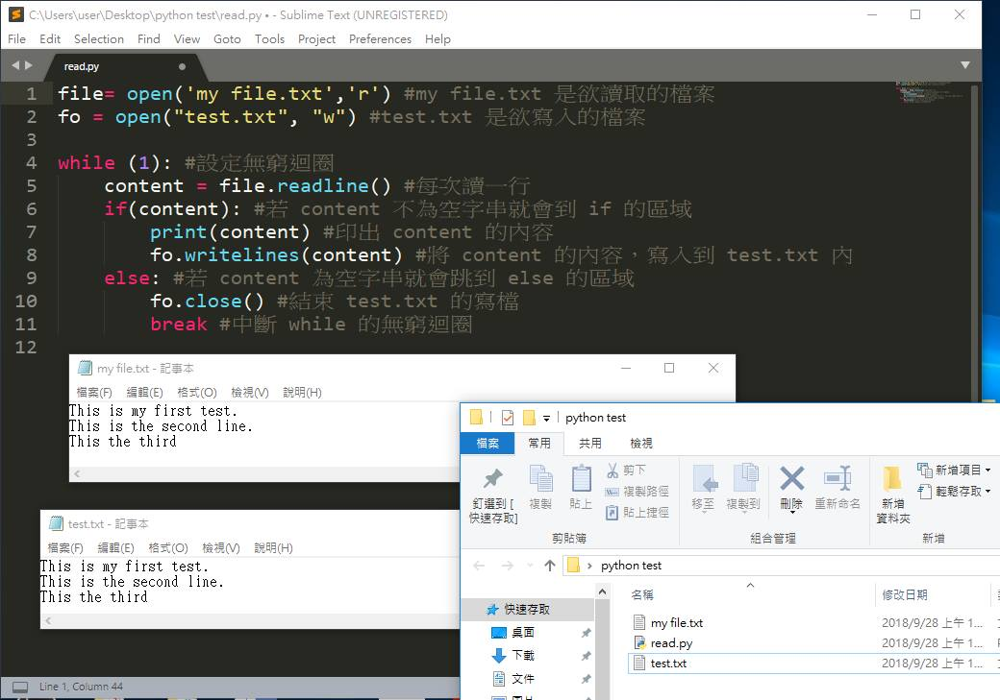 C:\Users\user\Desktop\python test\read.py • - Sublime Text (UNREGISTERED)
File Edit Selection Find View Goto Tools Project Preferences Help
read.py
1 file= open('my file.txt','r') #my file.txt 是欲讀取的檔案
2 fo = open("test.txt", "w") #test.txt 是欲寫入的檔案
3
4 while (1): #設定無窮迴圈
5 content = file.readline() #每次讀一行
6 if(content): #若 content 不為空字串就會到 if 的區域
7 print(content) #印出 content 的內容
8 fo.writelines(content) #將 content 的內容，寫入到 test.txt 內
9 else: #若 content 為空字串就會跳到 else 的區域
10 fo.close() #結束 test.txt 的寫檔
11 break #中斷 while 的無窮迴圈
12
my file.txt - 記事本
檔案(F) 編輯(E) 格式(O) 檢視(V) 說明(H)
This is my first test.
This is the second line.
This the third
test.txt - 記事本
檔案(F) 編輯(E) 格式(O) 檢視(V) 說明(H)
This is my first test.
This is the second line.
This the third
python test
檔案 常用 共用 檢視
釘選到 [
快速存取]
複製
貼上
剪下
複製路徑
貼上捷徑
剪貼簿
移至
複製到
刪除
重新命名
組合管理
新增
資料夾
新增項目
輕鬆存取
新增
python test
快速存取
桌面
下載
文件
名稱 修改日期
my file.txt 2018/9/28 上午 1...
read.py 2018/9/28 上午 1...
test.txt 2018/9/28 上午 1...
Line 1, Column 44